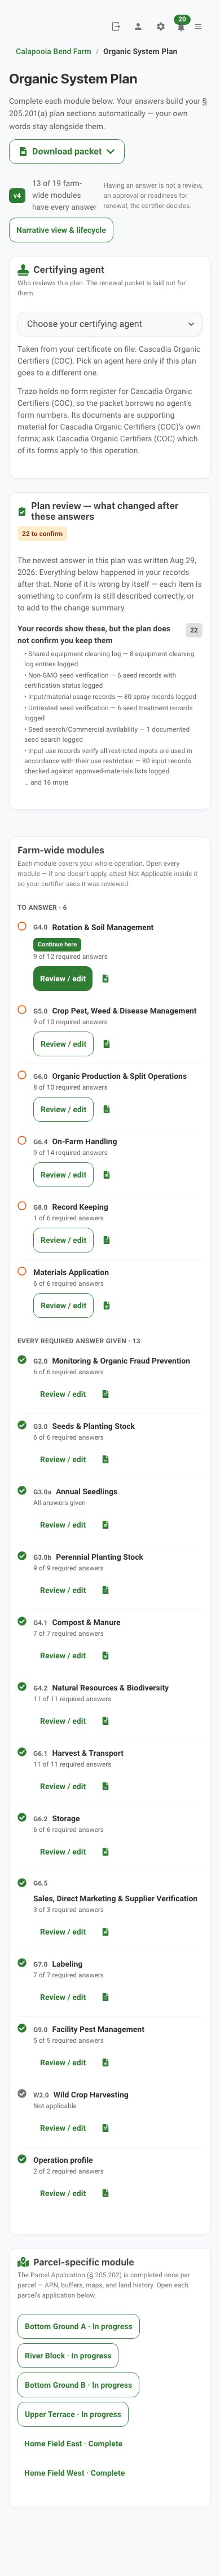 20
Calapooia Bend Farm / Organic System Plan
Organic System Plan
Complete each module below. Your answers build your §
205.201(a) plan sections automatically — your own
words stay alongside them.
Download packet
v4
13 of 19 farm-
wide modules
have every answer
Having an answer is not a review,
an approval or readiness for
renewal; the certifier decides.
Narrative view & lifecycle
Certifying agent
Who reviews this plan. The renewal packet is laid out for
them.
Choose your certifying agent
Taken from your certificate on file: Cascadia Organic
Certifiers (COC). Pick an agent here only if this plan
goes to a different one.
Trazo holds no form register for Cascadia Organic
Certifiers (COC), so the packet borrows no agent's
form numbers. Its documents are supporting
material for Cascadia Organic Certifiers (COC)'s own
forms; ask Cascadia Organic Certifiers (COC) which
of its forms apply to this operation.
Plan review — what changed after
these answers
22 to confirm
The newest answer in this plan was written Aug 29,
2026. Everything below happened in your records
after that. None of it is wrong by itself — each item is
something to confirm is still described correctly, or
to add to the change summary.
Your records show these, but the plan does
not confirm you keep them
22
• Shared equipment cleaning log — 8 equipment cleaning
log entries logged
• Non-GMO seed verification — 6 seed records with
certification status logged
• Input/material usage records — 80 spray records logged
• Untreated seed verification — 6 seed treatment records
logged
• Seed search/Commercial availability — 1 documented
seed search logged
• Input use records verify all restricted inputs are used in
accordance with their use restriction — 80 input records
checked against approved-materials lists logged
… and 16 more
Farm-wide modules
Each module covers your whole operation. Open every
module — if one doesn't apply, attest Not Applicable inside it
so your certifier sees it was reviewed.
TO ANSWER · 6
G4.0 Rotation & Soil Management
Continue here
9 of 12 required answers
Review / edit
G5.0 Crop Pest, Weed & Disease Management
9 of 10 required answers
Review / edit
G6.0 Organic Production & Split Operations
8 of 10 required answers
Review / edit
G6.4 On-Farm Handling
9 of 14 required answers
Review / edit
G8.0 Record Keeping
1 of 6 required answers
Review / edit
Materials Application
6 of 6 required answers
Review / edit
EVERY REQUIRED ANSWER GIVEN · 13
G2.0 Monitoring & Organic Fraud Prevention
6 of 6 required answers
Review / edit
G3.0 Seeds & Planting Stock
6 of 6 required answers
Review / edit
G3.0a Annual Seedlings
All answers given
Review / edit
G3.0b Perennial Planting Stock
9 of 9 required answers
Review / edit
G4.1 Compost & Manure
7 of 7 required answers
Review / edit
G4.2 Natural Resources & Biodiversity
11 of 11 required answers
Review / edit
G6.1 Harvest & Transport
11 of 11 required answers
Review / edit
G6.2 Storage
6 of 6 required answers
Review / edit
G6.5
Sales, Direct Marketing & Supplier Verification
3 of 3 required answers
Review / edit
G7.0 Labeling
7 of 7 required answers
Review / edit
G9.0 Facility Pest Management
5 of 5 required answers
Review / edit
W2.0 Wild Crop Harvesting
Not applicable
Review / edit
Operation profile
2 of 2 required answers
Review / edit
Parcel-specific module
The Parcel Application (§ 205.202) is completed once per
parcel — APN, buffers, maps, and land history. Open each
parcel's application below.
Bottom Ground A · In progress
River Block · In progress
Bottom Ground B · In progress
Upper Terrace · In progress
Home Field East · Complete
Home Field West · Complete